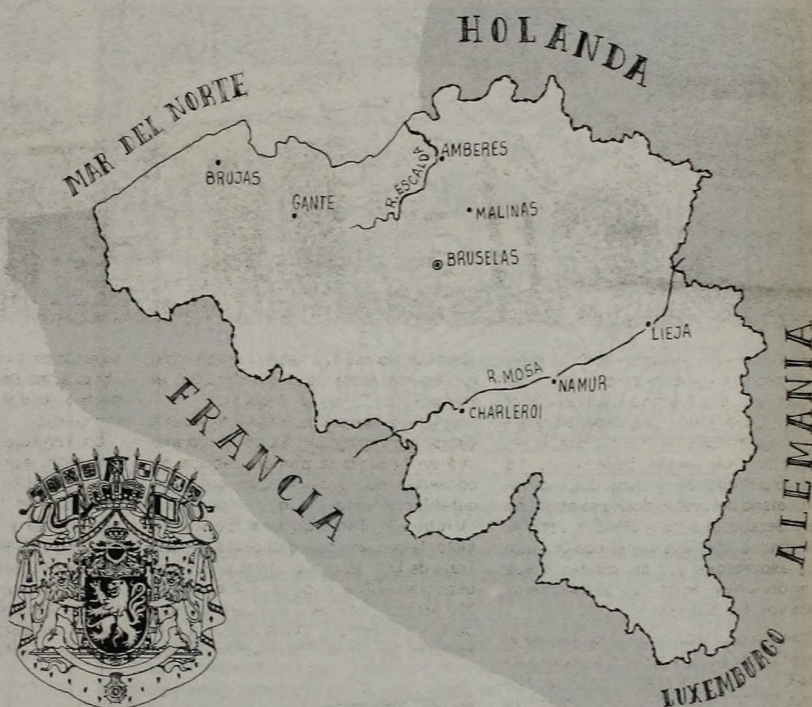 HOLANDA
MAR DEL NORTE
AMBERES
BRUJAS
R. ESCALDA
GANTE
MALINAS
BRUSELAS
LIEJA
R. MOSA
NAMUR
CHARLEROI
FRANCIA
ALEMANIA
LUXEMBURGO